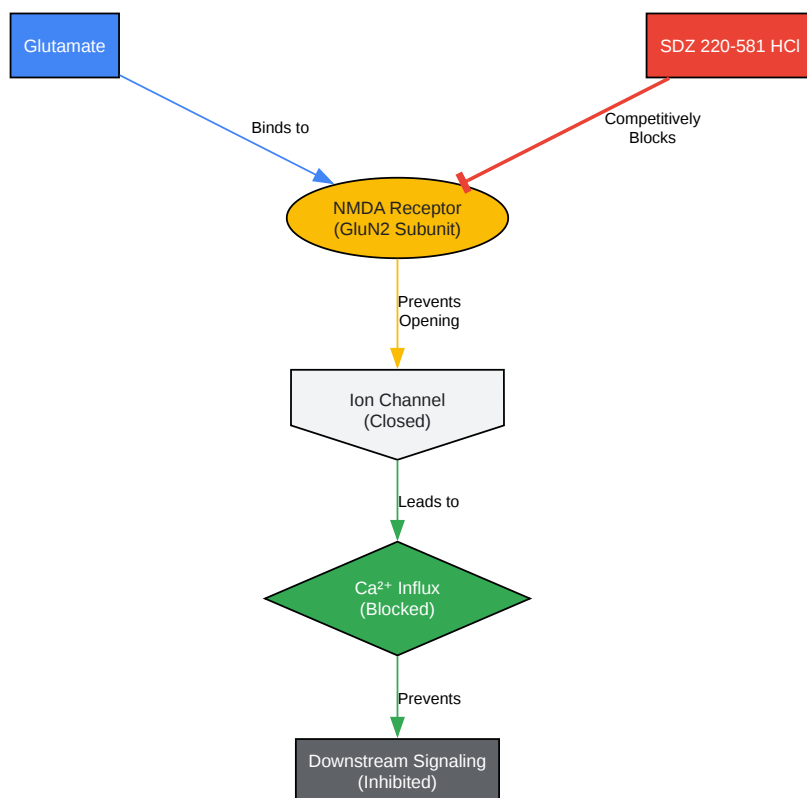 Glutamate
SDZ 220-581 HCl
Binds to
Competitively
Blocks
NMDA Receptor
(GluN2 Subunit)
Prevents
Opening
Ion Channel
(Closed)
Leads to
Ca²⁺ Influx
(Blocked)
Prevents
Downstream Signaling
(Inhibited)